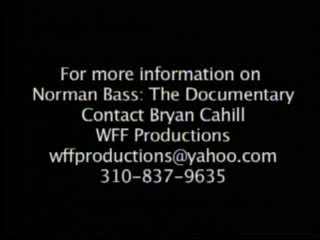 For more information on
Norman Bass: The Documentary
Contact Bryan Cahill
WFF Productions
wffproductions@yahoo.com
310-837-9635